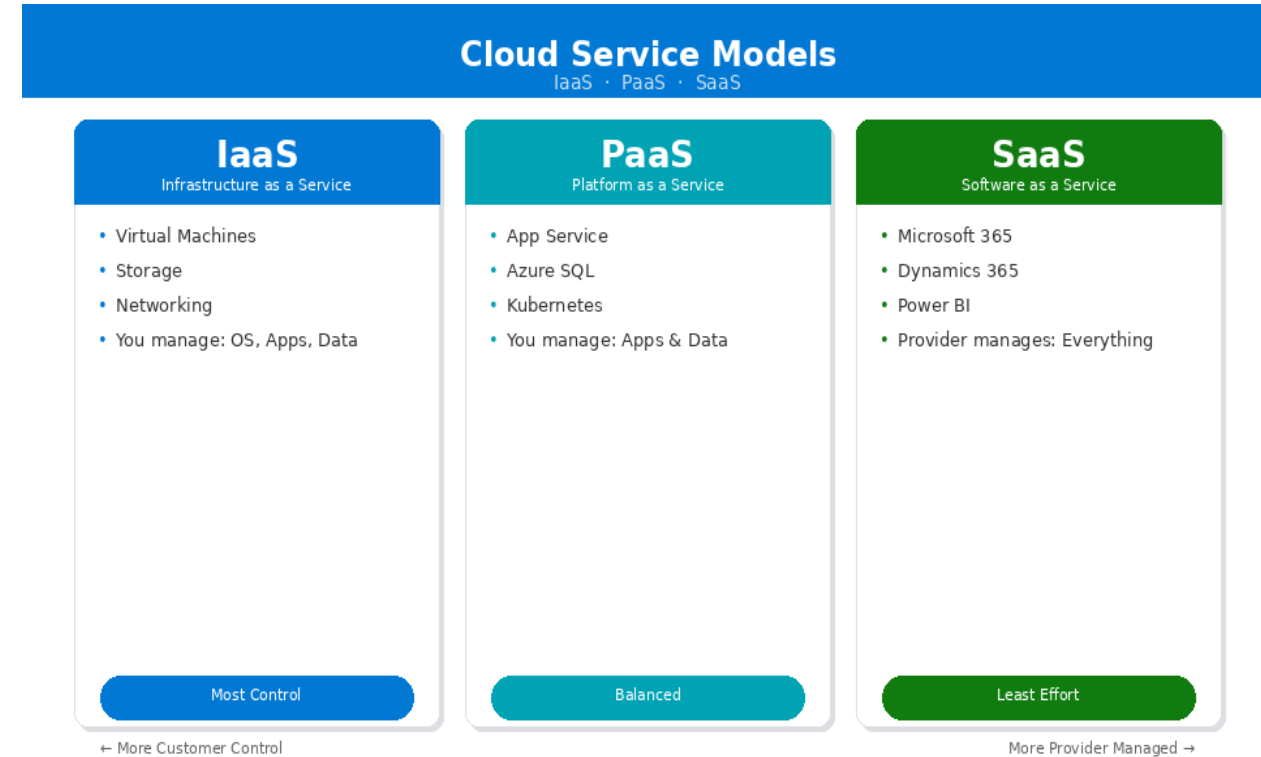 Cloud Service Models
IaaS · PaaS · SaaS
IaaS
Infrastructure as a Service
• Virtual Machines
• Storage
• Networking
• You manage: OS, Apps, Data
Most Control
PaaS
Platform as a Service
• App Service
• Azure SQL
• Kubernetes
• You manage: Apps & Data
Balanced
SaaS
Software as a Service
• Microsoft 365
• Dynamics 365
• Power BI
• Provider manages: Everything
Least Effort
← More Customer Control
More Provider Managed →